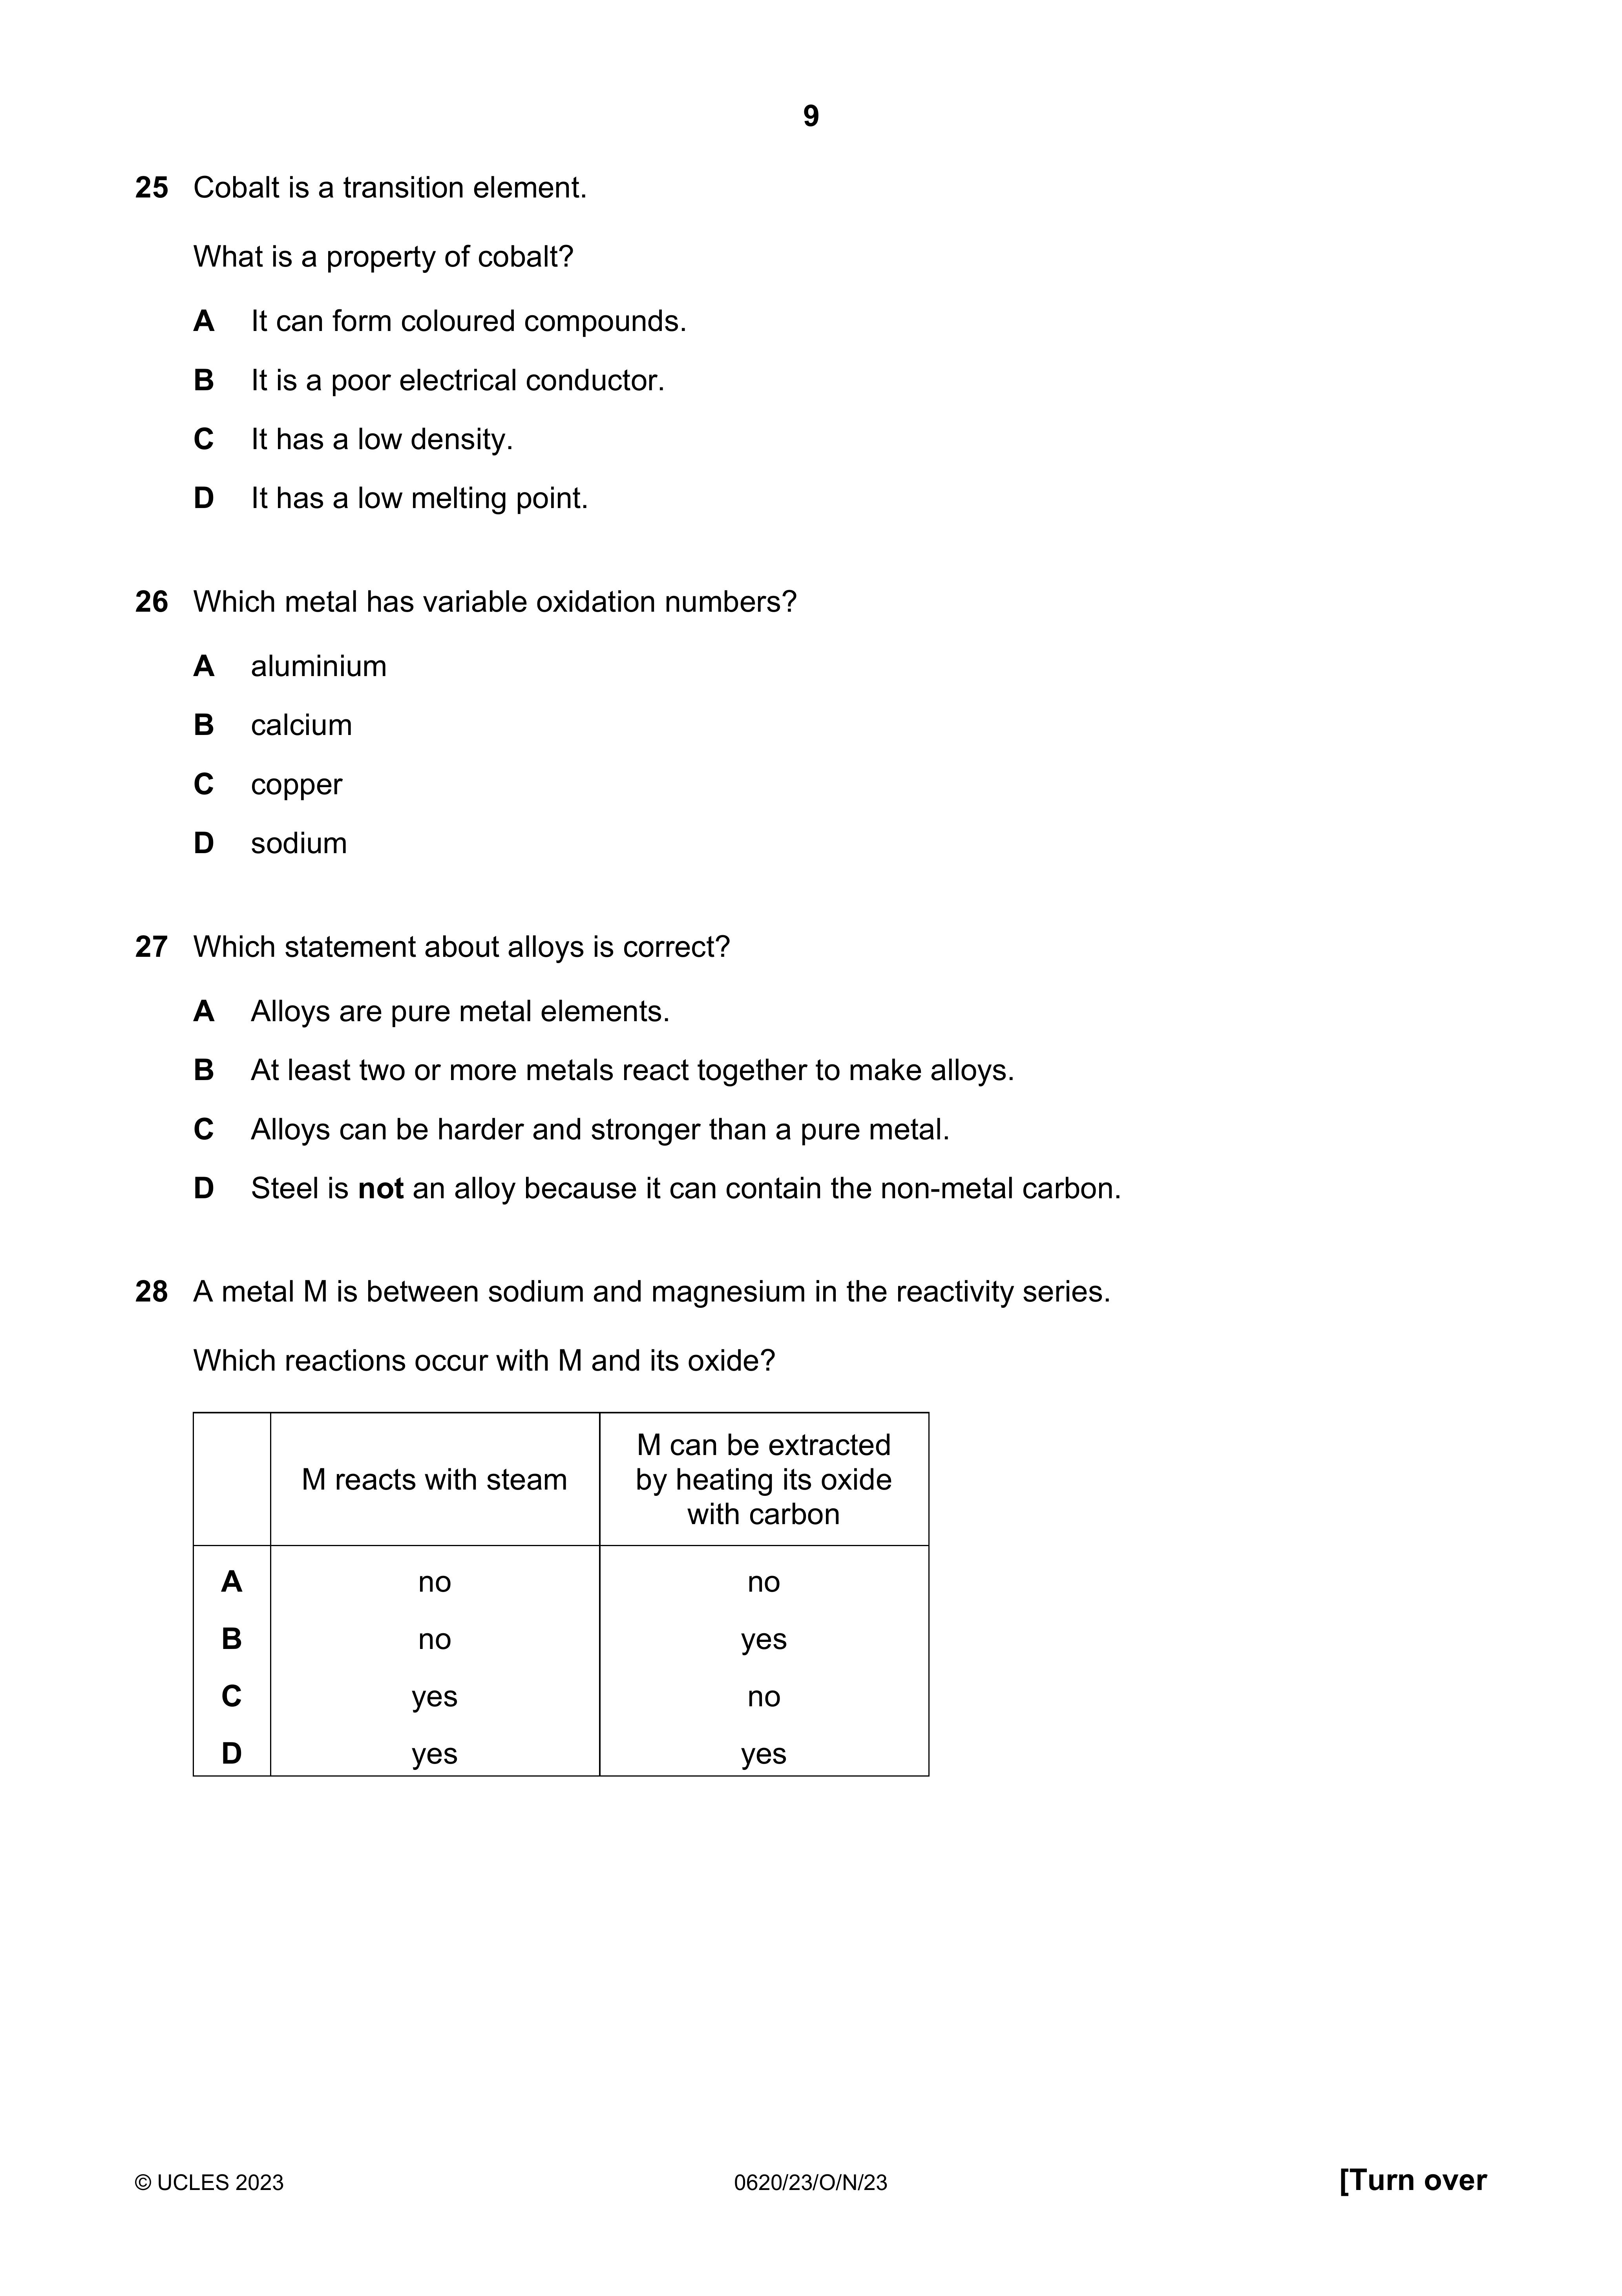 9
25 Cobalt is a transition element.
What is a property of cobalt?
A It can form coloured compounds.
B It is a poor electrical conductor.
C It has a low density.
D It has a low melting point.
26 Which metal has variable oxidation numbers?
A aluminium
B calcium
C copper
D sodium
27 Which statement about alloys is correct?
A Alloys are pure metal elements.
B At least two or more metals react together to make alloys.
C Alloys can be harder and stronger than a pure metal.
D Steel is not an alloy because it can contain the non-metal carbon.
28 A metal M is between sodium and magnesium in the reactivity series.
Which reactions occur with M and its oxide?
M reacts with steam
M can be extracted
by heating its oxide
with carbon
A no no
B no yes
C yes no
D yes yes
© UCLES 2023 0620/23/O/N/23 [Turn over